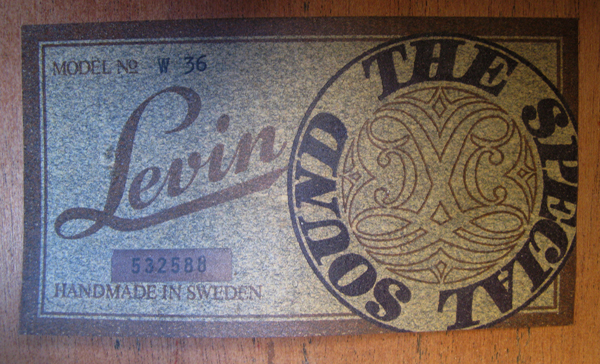 MODEL No W 36
Levin
532588
HANDMADE IN SWEDEN
THE SPECIAL SOUND